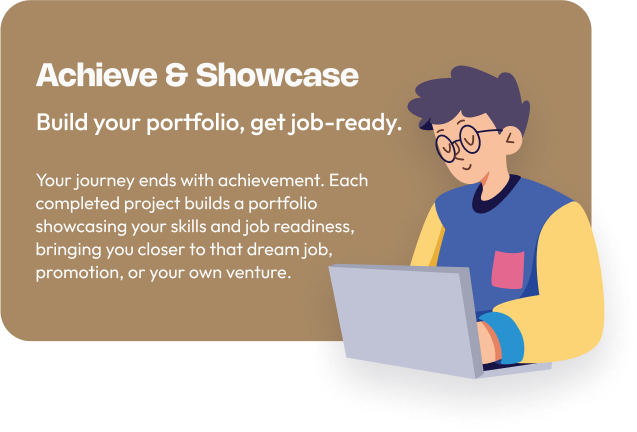 Achieve & Showcase
Build your portfolio, get job-ready.
Your journey ends with achievement. Each
completed project builds a portfolio
showcasing your skills and job readiness,
bringing you closer to that dream job,
promotion, or your own venture.